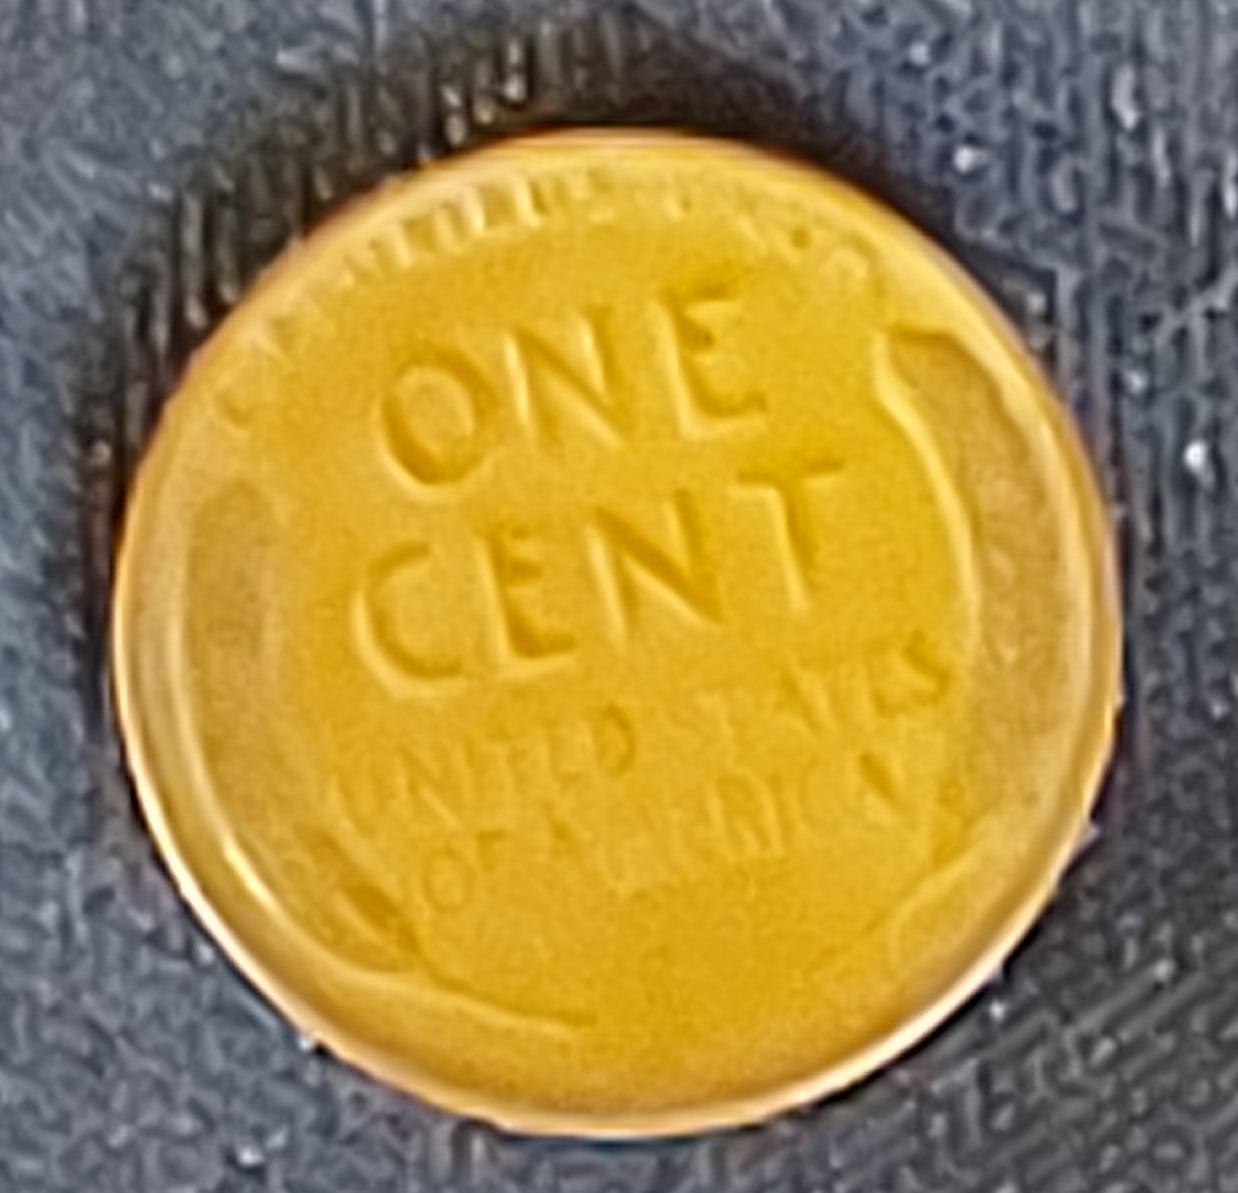 ONE
CENT
UNITED STATES
OF AMERICA